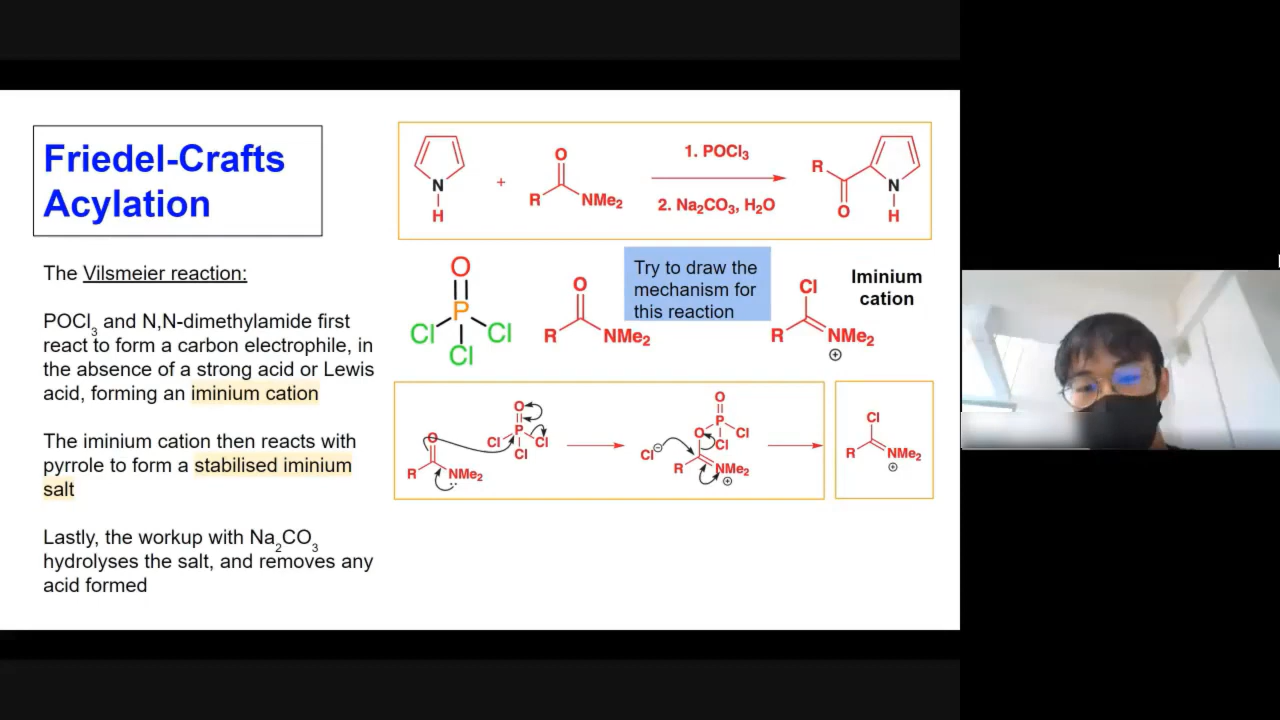 Friedel-Crafts
Acylation
The Vilsmeier reaction:
POCl₃ and N,N-dimethylamide first
react to form a carbon electrophile, in
the absence of a strong acid or Lewis
acid, forming an iminium cation
The iminium cation then reacts with
pyrrole to form a stabilised iminium
salt
Lastly, the workup with Na₂CO₃
hydrolyses the salt, and removes any
acid formed
N
H
+
O
R
NMe₂
1. POCl₃
2. Na₂CO₃, H₂O
R
O
N
H
O
P
Cl
Cl
Cl
O
R
NMe₂
Try to draw the
mechanism for
this reaction
Cl
R
NMe₂
⊕
Iminium
cation
O
R
NMe₂
O
P
Cl
Cl
Cl
Cl⊖
O
P
O
Cl
Cl
R
NMe₂
⊕
Cl
R
NMe₂
⊕